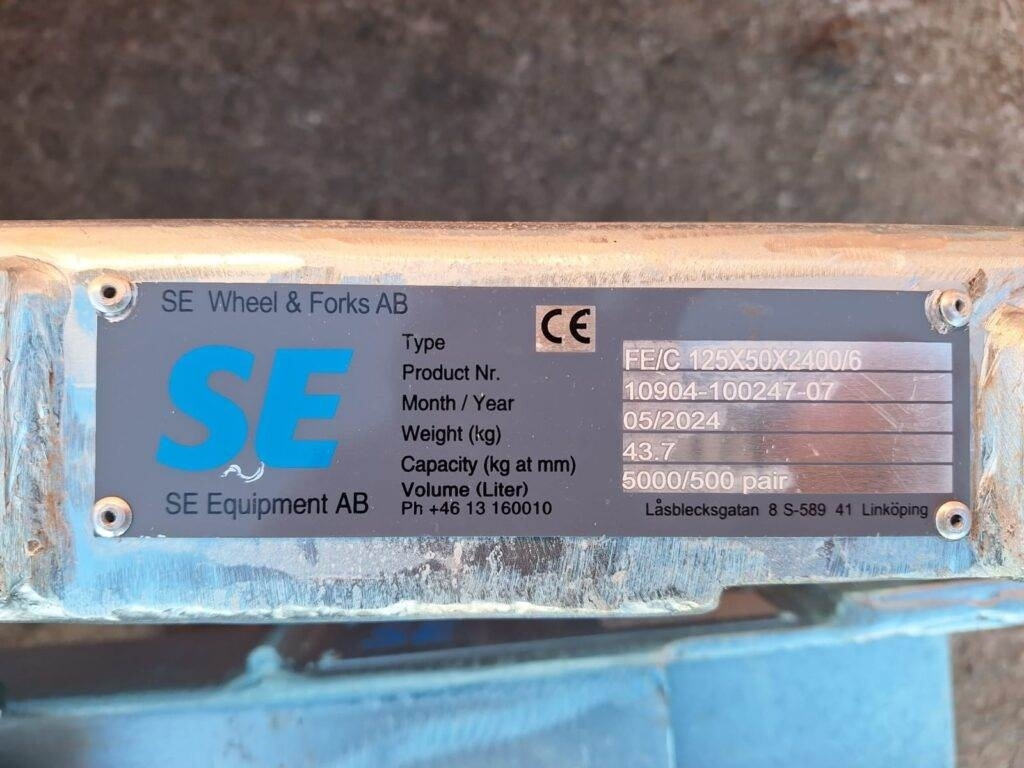 SE Wheel & Forks AB
CE
SE
SE Equipment AB
Type FE/C 125X50X2400/6
Product Nr. 10904-100247-07
Month / Year 05/2024
Weight (kg) 43.7
Capacity (kg at mm) 5000/500 pair
Volume (Liter)
Ph +46 13 160010
Låsblecksgatan 8 S-589 41 Linköping
SE